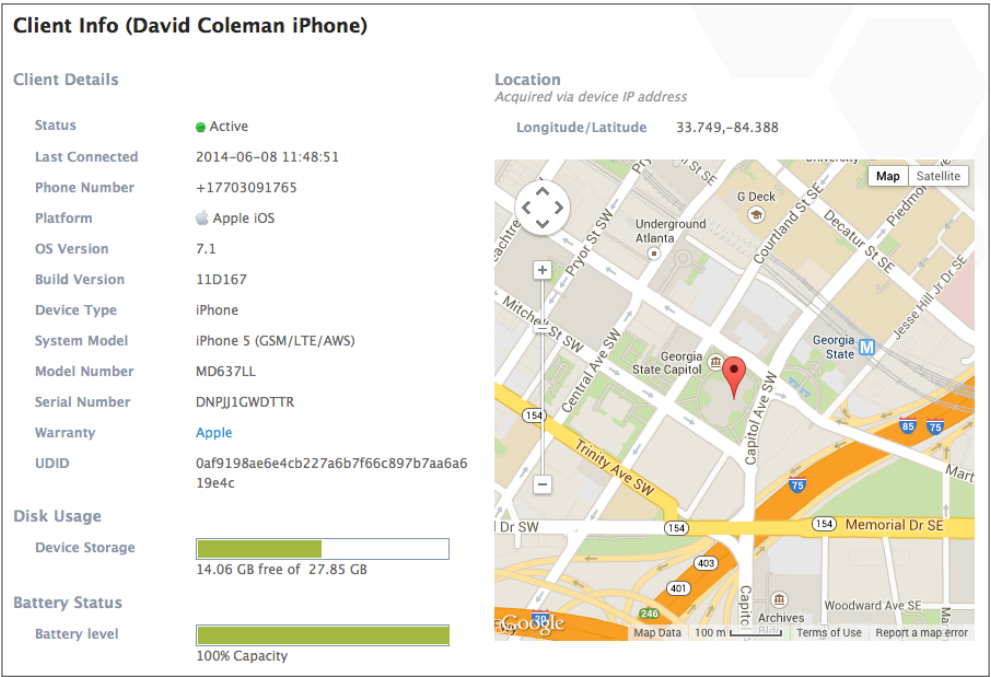 Client Info (David Coleman iPhone)
Client Details
Status Active
Last Connected 2014-06-08 11:48:51
Phone Number +17703091765
Platform Apple iOS
OS Version 7.1
Build Version 11D167
Device Type iPhone
System Model iPhone 5 (GSM/LTE/AWS)
Model Number MD637LL
Serial Number DNPJJ1GWDTTR
Warranty Apple
UDID 0af9198ae6e4cb227a6b7f66c897b7aa6a6
19e4c
Disk Usage
Device Storage
14.06 GB free of 27.85 GB
Battery Status
Battery level
100% Capacity
Location
Acquired via device IP address
Longitude/Latitude 33.749,-84.388
Map Satellite
G Deck
Underground
Atlanta
Pryor St SW
Courtland St SE
Decatur St SE
Jesse Hill Jr Dr SE
Mitchell St SW
Central Ave SW
Georgia
State Capitol
Georgia
State
M
Capitol Ave SW
154
Trinity Ave SW
85 75
75
Dr SW
154
154 Memorial Dr SE
403
401
Capitol
Archives
Woodward Ave SE
246
Google
Map Data 100 m Terms of Use Report a map error